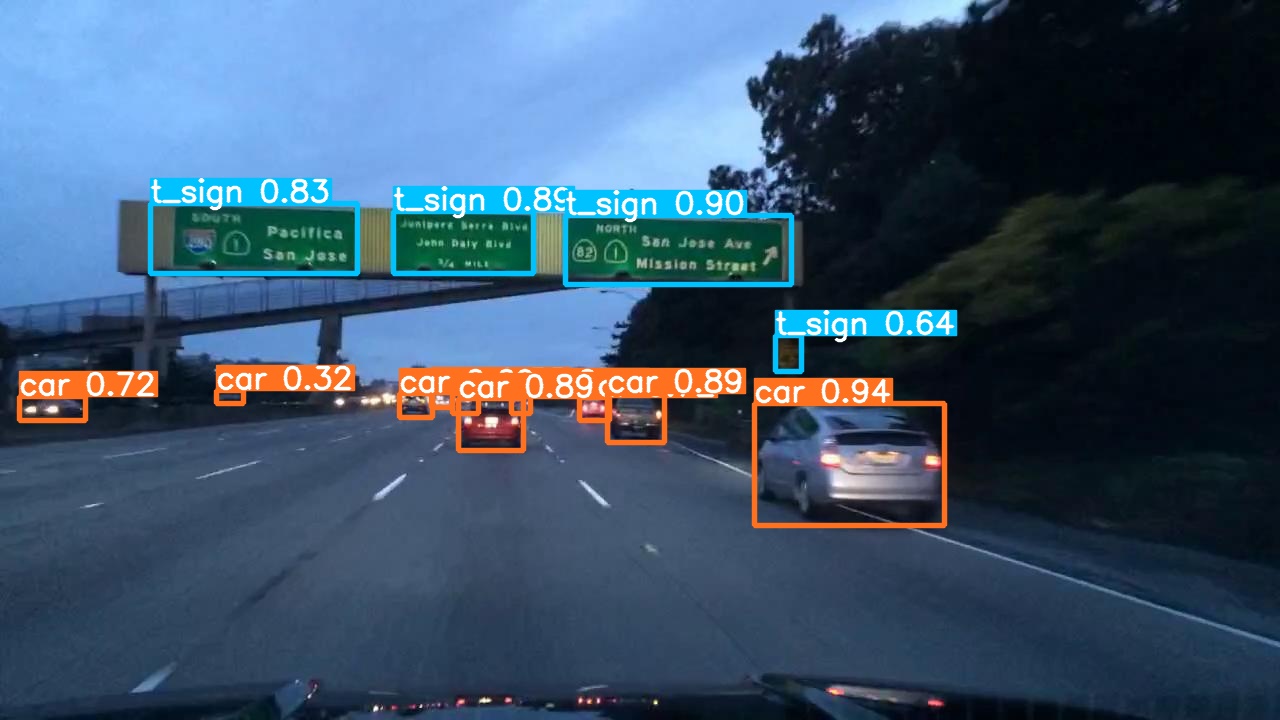 t_sign 0.83
t_sign 0.89
t_sign 0.90
SOUTH
280 1 Pacifica
San Jose
Junipero Serra Blvd
John Daly Blvd
3/4 MILE
NORTH
82 1 San Jose Ave
Mission Street
t_sign 0.64
car 0.72
car 0.32
car
car 0.89
car 0.89
car 0.94